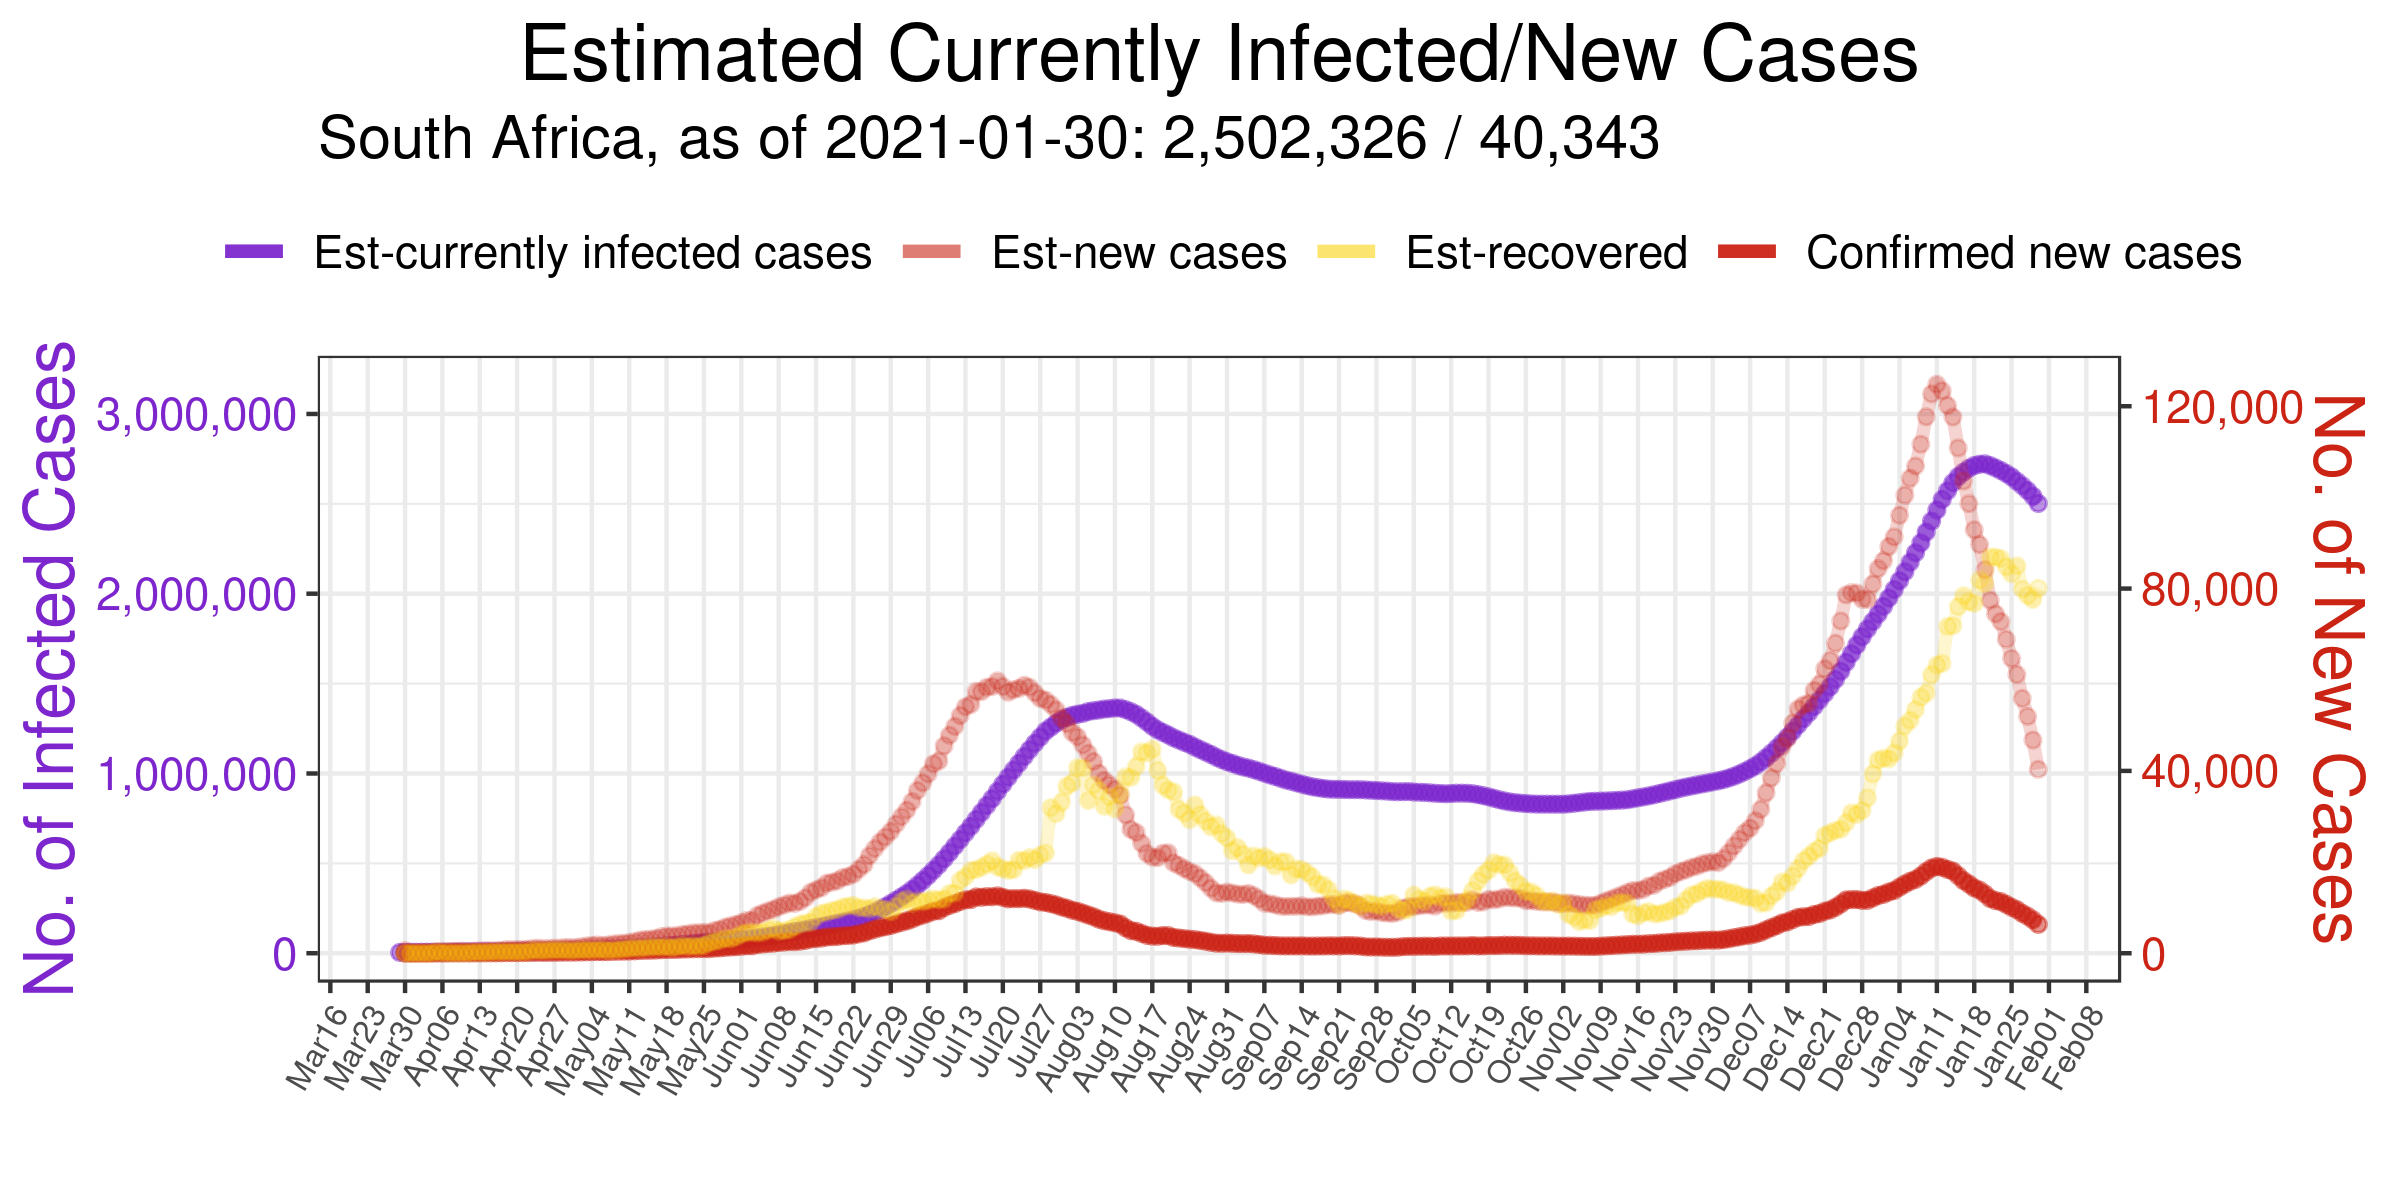 Estimated Currently Infected/New Cases
South Africa, as of 2021-01-30: 2,502,326 / 40,343
Est-currently infected cases Est-new cases Est-recovered Confirmed new cases
No. of Infected Cases
3,000,000
2,000,000
1,000,000
0
120,000
80,000
40,000
0
No. of New Cases
Mar16 Mar23 Mar30 Apr06 Apr13 Apr20 Apr27 May04 May11 May18 May25 Jun01 Jun08 Jun15 Jun22 Jun29 Jul06 Jul13 Jul20 Jul27 Aug03 Aug10 Aug17 Aug24 Aug31 Sep07 Sep14 Sep21 Sep28 Oct05 Oct12 Oct19 Oct26 Nov02 Nov09 Nov16 Nov23 Nov30 Dec07 Dec14 Dec21 Dec28 Jan04 Jan11 Jan18 Jan25 Feb01 Feb08